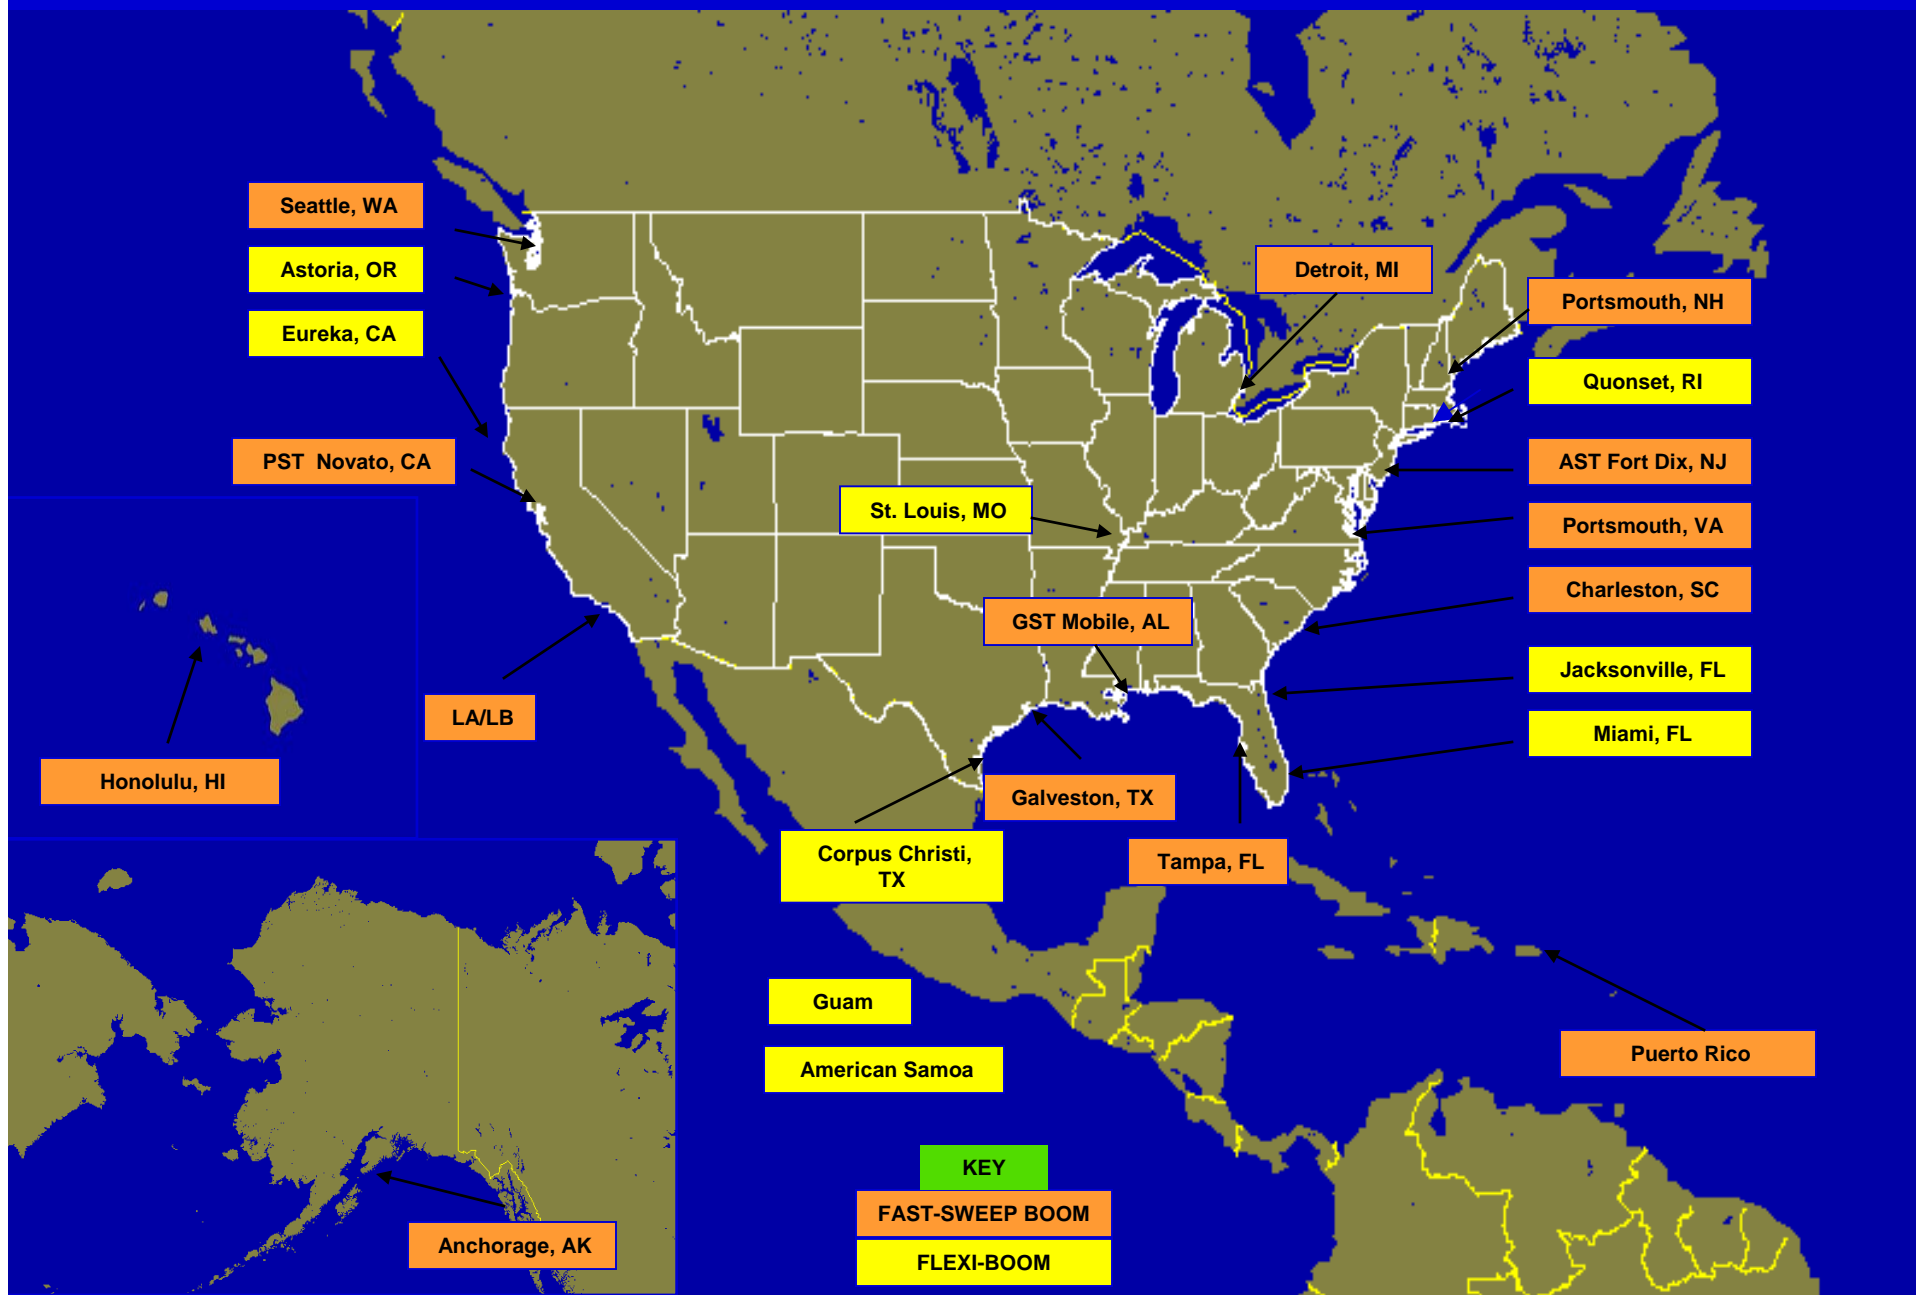 Seattle, WA
Astoria, OR
Eureka, CA
PST  Novato, CA
LA/LB
Honolulu, HI
Anchorage, AK
St. Louis, MO
GST Mobile, AL
Galveston, TX
Corpus Christi,
TX
Tampa, FL
Detroit, MI
Portsmouth, NH
Quonset, RI
AST Fort Dix, NJ
Portsmouth, VA
Charleston, SC
Jacksonville, FL
Miami, FL
Puerto Rico
Guam
American Samoa
KEY
FAST-SWEEP BOOM
FLEXI-BOOM